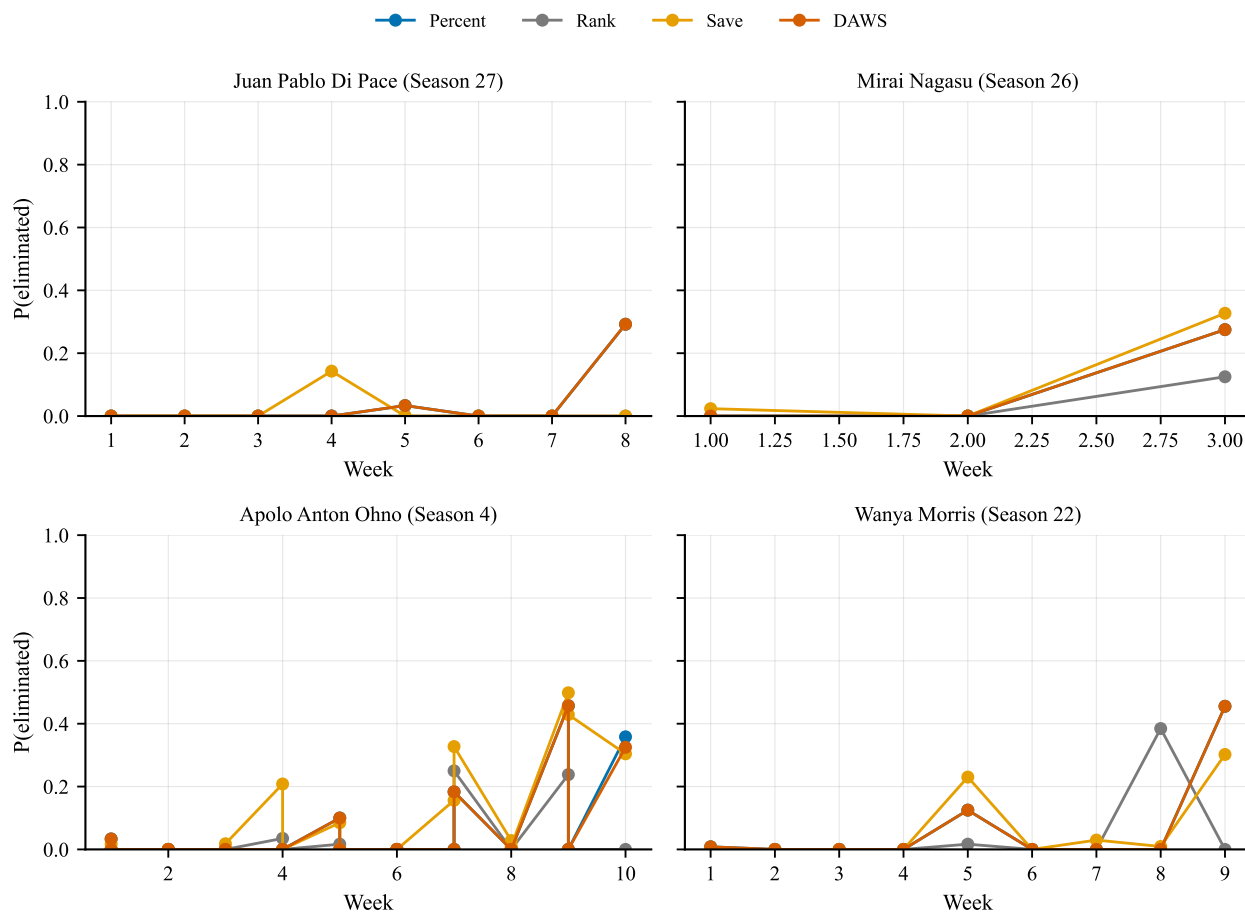 Percent Rank Save DAWS
Juan Pablo Di Pace (Season 27)
1.0
0.8
0.6
0.4
0.2
0.0
P(eliminated)
1 2 3 4 5 6 7 8
Week
Mirai Nagasu (Season 26)
1.00 1.25 1.50 1.75 2.00 2.25 2.50 2.75 3.00
Week
Apolo Anton Ohno (Season 4)
1.0
0.8
0.6
0.4
0.2
0.0
P(eliminated)
2 4 6 8 10
Week
Wanya Morris (Season 22)
1 2 3 4 5 6 7 8 9
Week